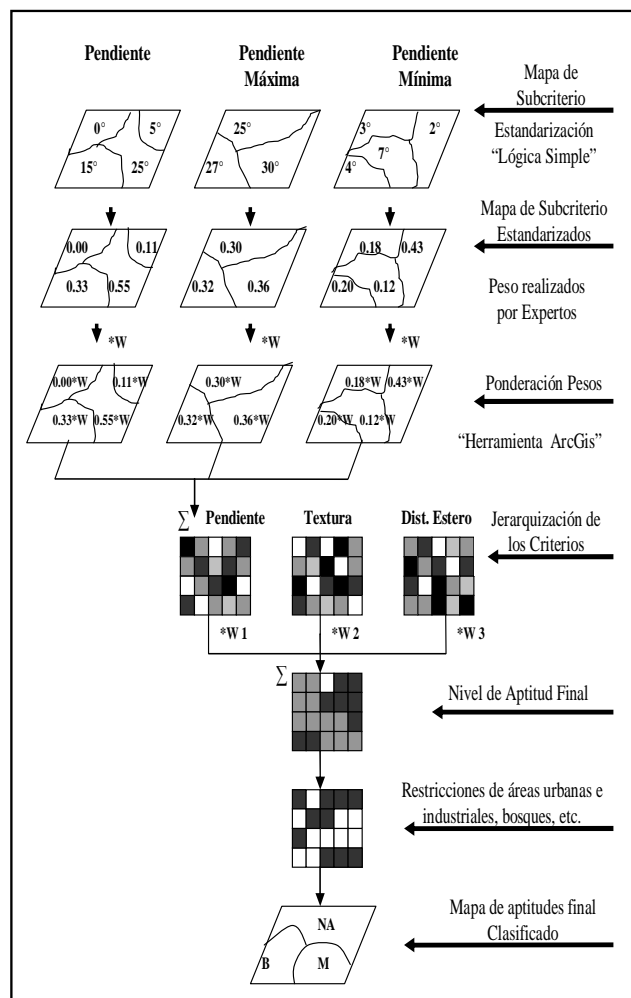 Pendiente
Pendiente
Máxima
Pendiente
Mínima
Mapa de
Subcriterio
0°
5°
15°
25°
25°
27°
30°
3°
2°
7°
4°
Estandarización
“Lógica Simple”
Mapa de Subcriterio
Estandarizados
0.00
0.11
0.33
0.55
0.30
0.32
0.36
0.18
0.43
0.20
0.12
Peso realizados
por Expertos
*W
*W
*W
0.00*W
0.11*W
0.33*W
0.55*W
0.30*W
0.32*W
0.36*W
0.18*W
0.43*W
0.20*W
0.12*W
Ponderación Pesos
“Herramienta ArcGis”
∑ Pendiente
Textura
Dist. Estero
Jerarquización de
los Criterios
*W 1
*W 2
*W 3
∑
Nivel de Aptitud Final
Restricciones de áreas urbanas e
industriales, bosques, etc.
Mapa de aptitudes final
Clasificado
NA
B
M